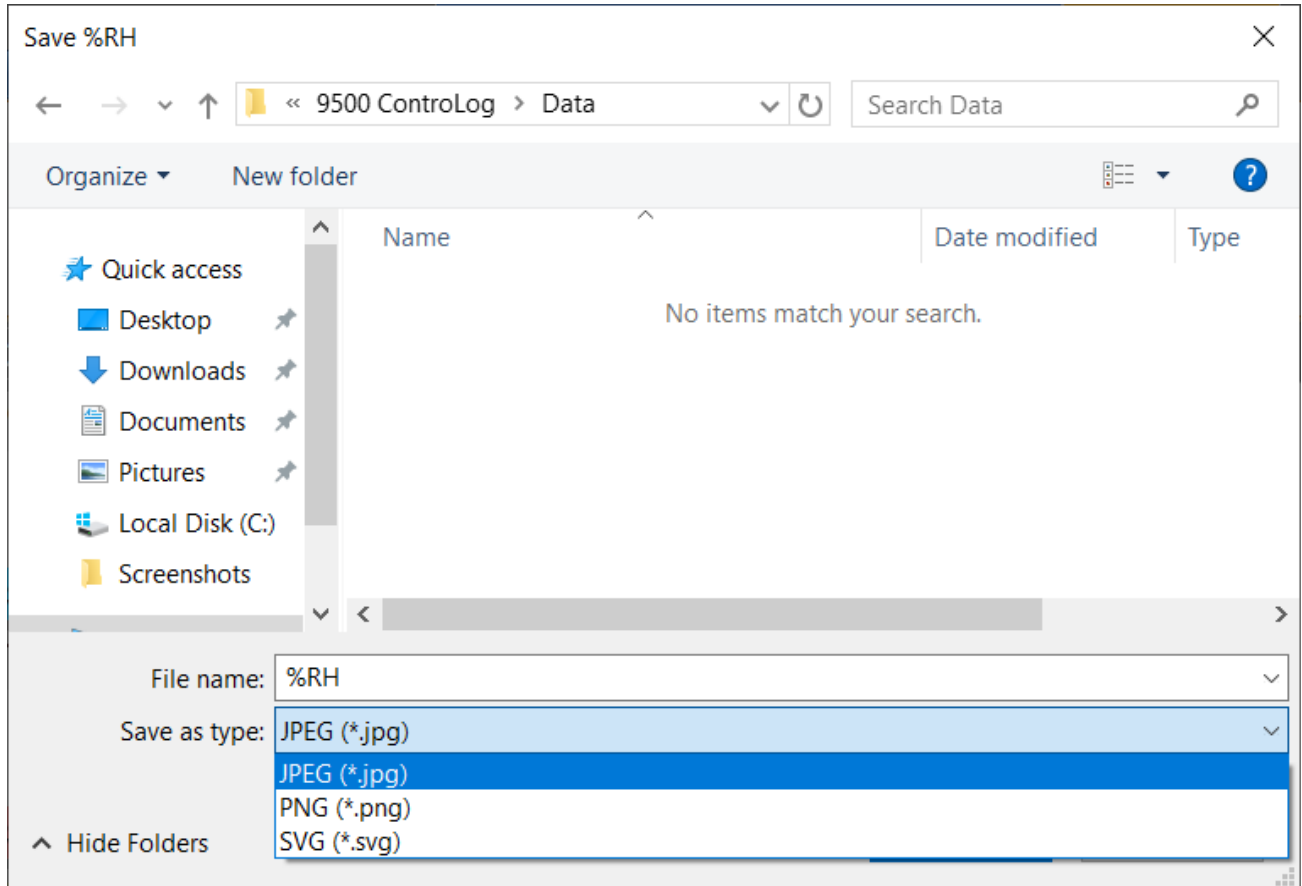 Save %RH
« 9500 ControLog > Data
Search Data
Organize
New folder
?
Name
Date modified
Type
Quick access
No items match your search.
Desktop
Downloads
Documents
Pictures
Local Disk (C:)
Screenshots
File name: %RH
Save as type: JPEG (*.jpg)
JPEG (*.jpg)
PNG (*.png)
SVG (*.svg)
Hide Folders